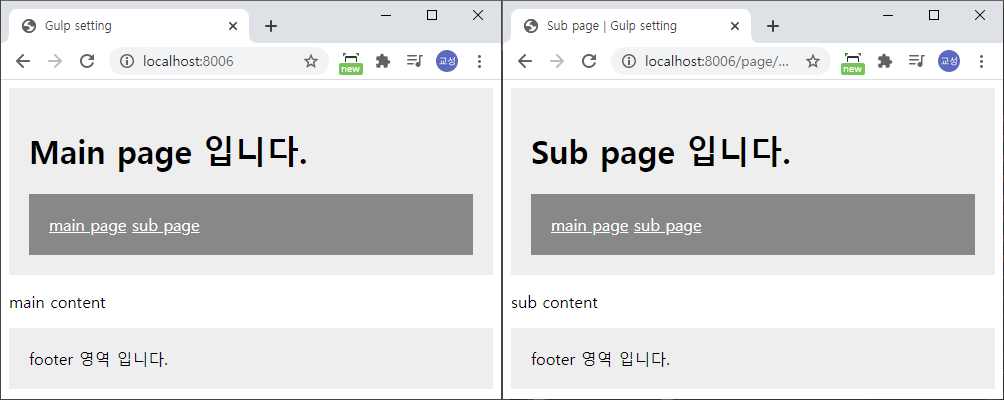 Gulp setting
localhost:8006
new
교성
Main page 입니다.
main page sub page
main content
footer 영역 입니다.
Sub page | Gulp setting
localhost:8006/page/...
new
교성
Sub page 입니다.
main page sub page
sub content
footer 영역 입니다.